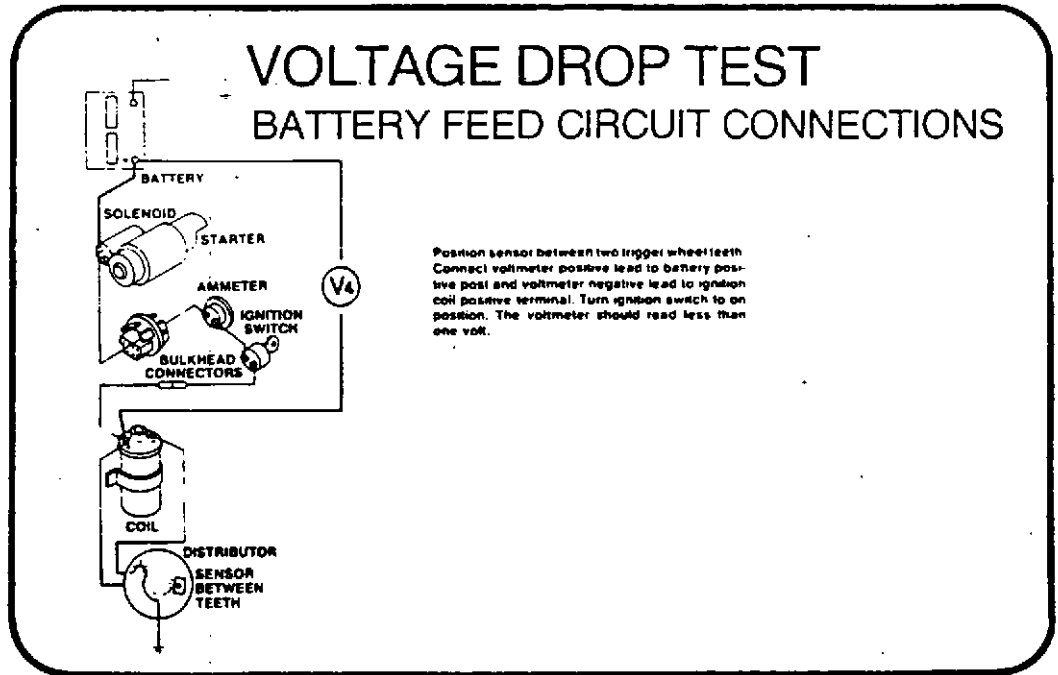 VOLTAGE DROP TEST
BATTERY FEED CIRCUIT CONNECTIONS
BATTERY
SOLENOID
STARTER
AMMETER
IGNITION
SWITCH
BULKHEAD
CONNECTORS
V4
Position sensor between two trigger wheel teeth
Connect voltmeter positive lead to battery posi-
tive post and voltmeter negative lead to ignition
coil positive terminal. Turn ignition switch to on
position. The voltmeter should read less than
one volt.
COIL
DISTRIBUTOR
SENSOR
BETWEEN
TEETH